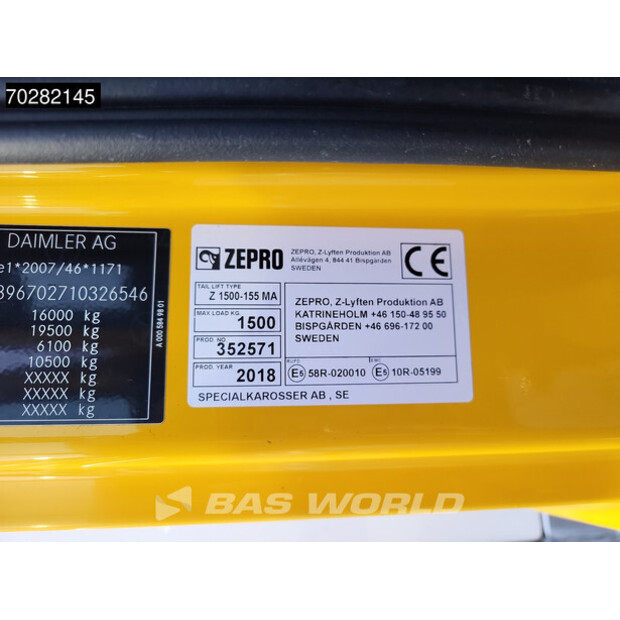 70282145
DAIMLER AG
e1*2007/46*1171
396702710326546
16000 kg
19500 kg
6100 kg
10500 kg
XXXXX kg
XXXXX kg
XXXXX kg
A 000 584 98 01
ZEPRO
ZEPRO, Z-Lyften Produktion AB
Allévägen 4, 844 41 Bispgården
SWEDEN
CE
TAIL LIFT TYPE
Z 1500-155 MA
MAX LOAD KG
1500
PROD. NO
352571
PROD. YEAR
2018
ZEPRO, Z-Lyften Produktion AB
KATRINEHOLM +46 150-48 95 50
BISPGÅRDEN +46 696-172 00
SWEDEN
RUPD
E5 58R-020010
EMC
E5 10R-05199
SPECIALKAROSSER AB , SE
BAS WORLD